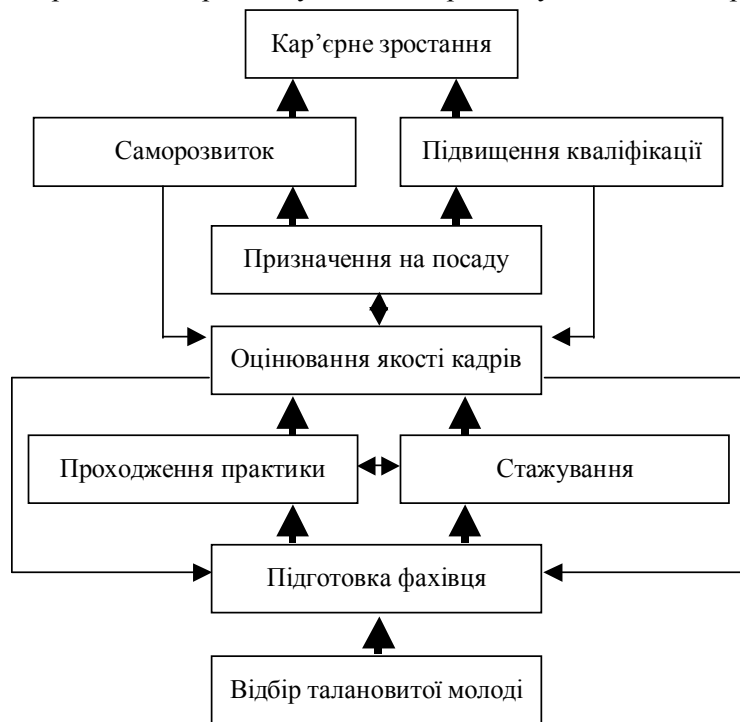 Кар’єрне зростання
Саморозвиток
Підвищення кваліфікації
Призначення на посаду
Оцінювання якості кадрів
Проходження практики
Стажування
Підготовка фахівця
Відбір талановитої молоді